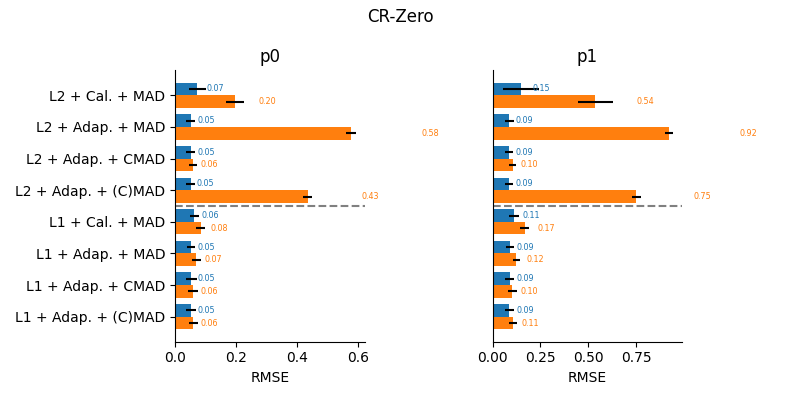 CR-Zero
p0
p1
L2 + Cal. + MAD
0.07
0.20
0.15
0.54
L2 + Adap. + MAD
0.05
0.58
0.09
0.92
L2 + Adap. + CMAD
0.05
0.06
0.09
0.10
L2 + Adap. + (C)MAD
0.05
0.43
0.09
0.75
L1 + Cal. + MAD
0.06
0.08
0.11
0.17
L1 + Adap. + MAD
0.05
0.07
0.09
0.12
L1 + Adap. + CMAD
0.05
0.06
0.09
0.10
L1 + Adap. + (C)MAD
0.05
0.06
0.09
0.11
0.0 0.2 0.4 0.6
0.00 0.25 0.50 0.75
RMSE
RMSE